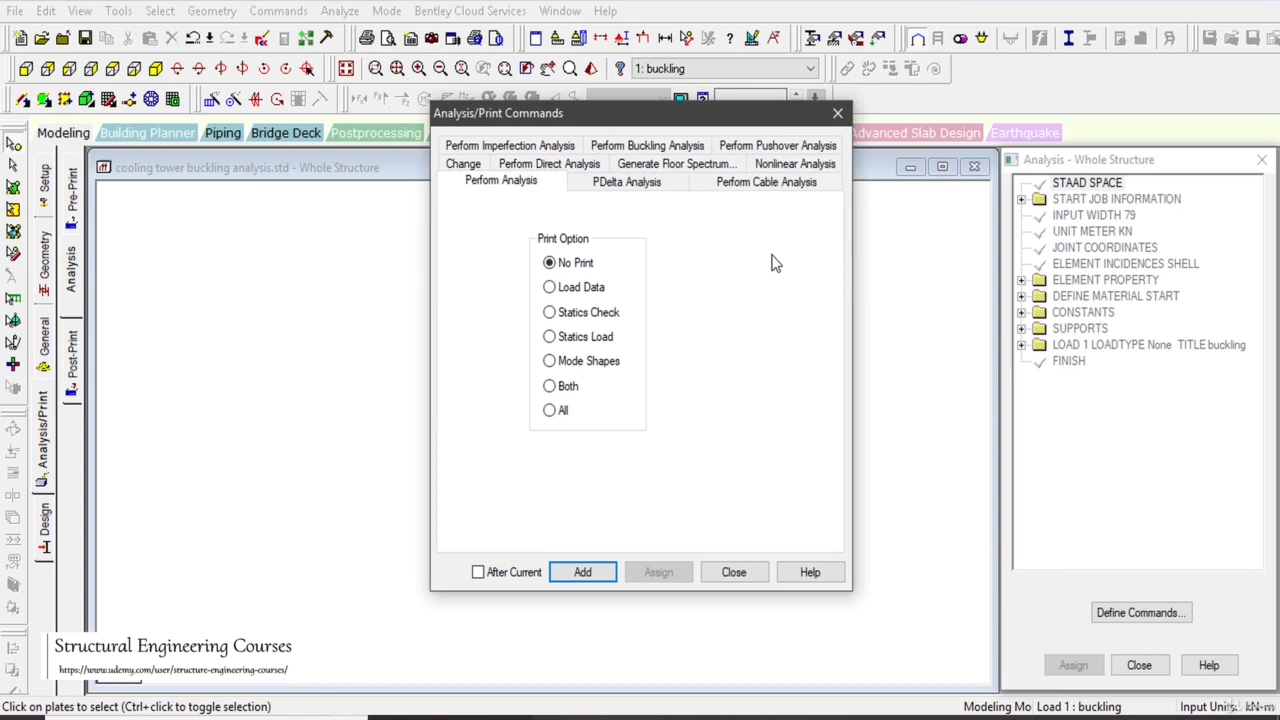 File Edit View Tools Select Geometry Commands Analyze Mode Bentley Cloud Services Window Help
1: buckling
Modeling Building Planner Piping Bridge Deck Postprocessing Advanced Slab Design Earthquake
Setup
Geometry
General
Analysis/Print
Design
Pre-Print
Analysis
Post-Print
cooling tower buckling analysis.std - Whole Structure
Analysis/Print Commands
Perform Imperfection Analysis Perform Buckling Analysis Perform Pushover Analysis
Change Perform Direct Analysis Generate Floor Spectrum... Nonlinear Analysis
Perform Analysis PDelta Analysis Perform Cable Analysis
Print Option
No Print
Load Data
Statics Check
Statics Load
Mode Shapes
Both
All
After Current Add Assign Close Help
Analysis - Whole Structure
STAAD SPACE
START JOB INFORMATION
INPUT WIDTH 79
UNIT METER KN
JOINT COORDINATES
ELEMENT INCIDENCES SHELL
ELEMENT PROPERTY
DEFINE MATERIAL START
CONSTANTS
SUPPORTS
LOAD 1 LOADTYPE None TITLE buckling
FINISH
Define Commands...
Assign Close Help
Structural Engineering Courses
https://www.udemy.com/user/structure-engineering-courses/
Click on plates to select (Ctrl+click to toggle selection) Modeling Mo Load 1 : buckling Input Units: kN-m